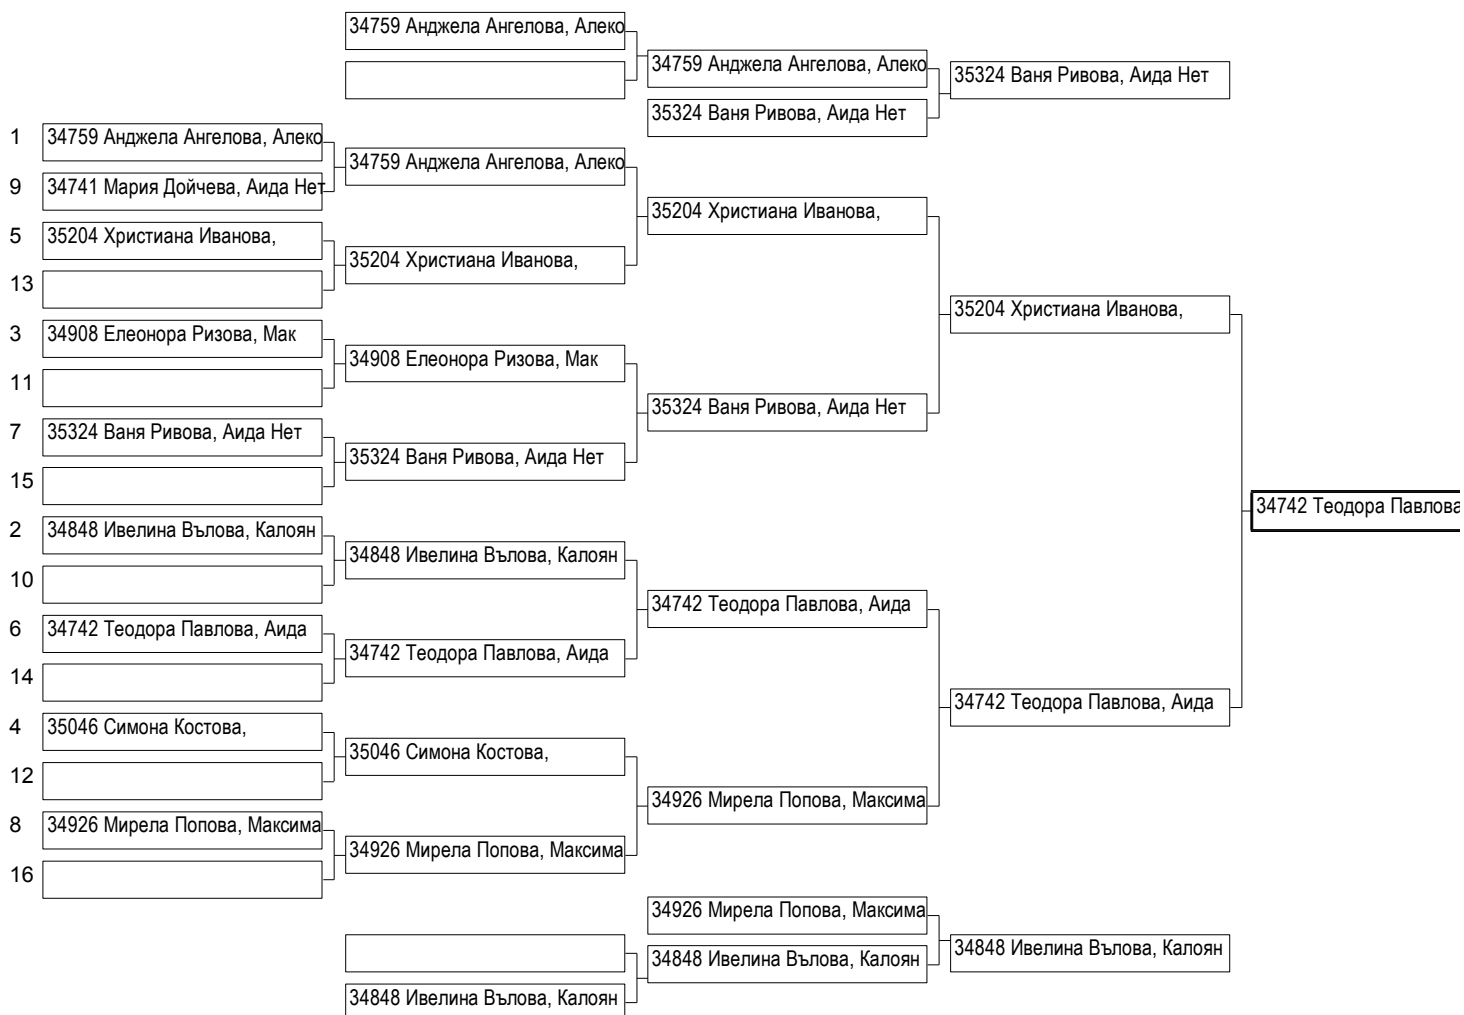 34759 Анджела Ангелова, Алеко
34759 Анджела Ангелова, Алеко
35324 Ваня Ривова, Аида Нет
35324 Ваня Ривова, Аида Нет
1 34759 Анджела Ангелова, Алеко
34759 Анджела Ангелова, Алеко
9 34741 Мария Дойчева, Аида Нет
35204 Христиана Иванова,
5 35204 Христиана Иванова,
35204 Христиана Иванова,
13
35204 Христиана Иванова,
3 34908 Елеонора Ризова, Мак
34908 Елеонора Ризова, Мак
11
35324 Ваня Ривова, Аида Нет
7 35324 Ваня Ривова, Аида Нет
35324 Ваня Ривова, Аида Нет
15
34742 Теодора Павлова
2 34848 Ивелина Вълова, Калоян
34848 Ивелина Вълова, Калоян
10
34742 Теодора Павлова, Аида
6 34742 Теодора Павлова, Аида
34742 Теодора Павлова, Аида
14
34742 Теодора Павлова, Аида
4 35046 Симона Костова,
35046 Симона Костова,
12
34926 Мирела Попова, Максима
8 34926 Мирела Попова, Максима
34926 Мирела Попова, Максима
16
34926 Мирела Попова, Максима
34848 Ивелина Вълова, Калоян
34848 Ивелина Вълова, Калоян
34848 Ивелина Вълова, Калоян